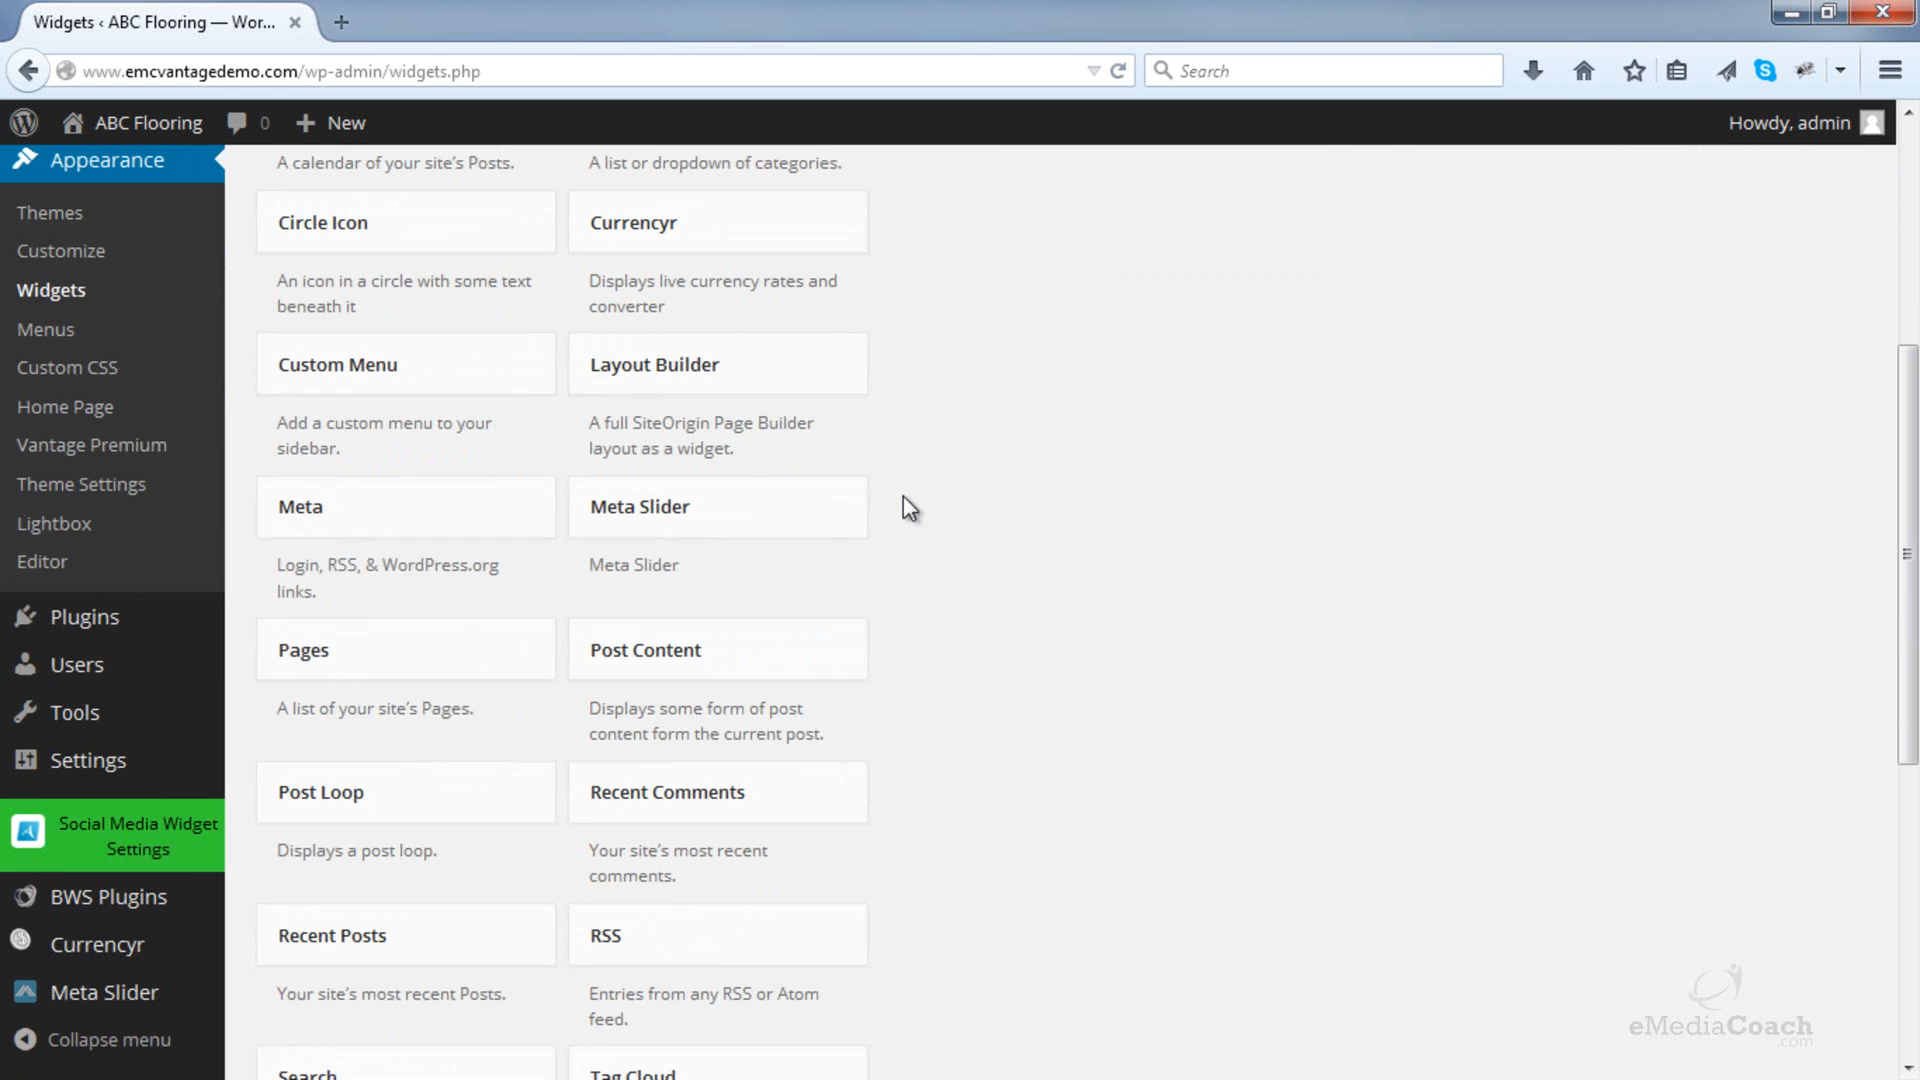 Widgets ‹ ABC Flooring — Wor...
www.emcvantagedemo.com/wp-admin/widgets.php
Search
ABC Flooring
0
New
Howdy, admin
Appearance
Themes
Customize
Widgets
Menus
Custom CSS
Home Page
Vantage Premium
Theme Settings
Lightbox
Editor
Plugins
Users
Tools
Settings
Social Media Widget
Settings
BWS Plugins
Currencyr
Meta Slider
Collapse menu
A calendar of your site’s Posts.
A list or dropdown of categories.
Circle Icon
Currencyr
An icon in a circle with some text
beneath it
Displays live currency rates and
converter
Custom Menu
Layout Builder
Add a custom menu to your
sidebar.
A full SiteOrigin Page Builder
layout as a widget.
Meta
Meta Slider
Login, RSS, & WordPress.org
links.
Meta Slider
Pages
Post Content
A list of your site’s Pages.
Displays some form of post
content form the current post.
Post Loop
Recent Comments
Displays a post loop.
Your site’s most recent
comments.
Recent Posts
RSS
Your site’s most recent Posts.
Entries from any RSS or Atom
feed.
Search
Tag Cloud
eMediaCoach
.com